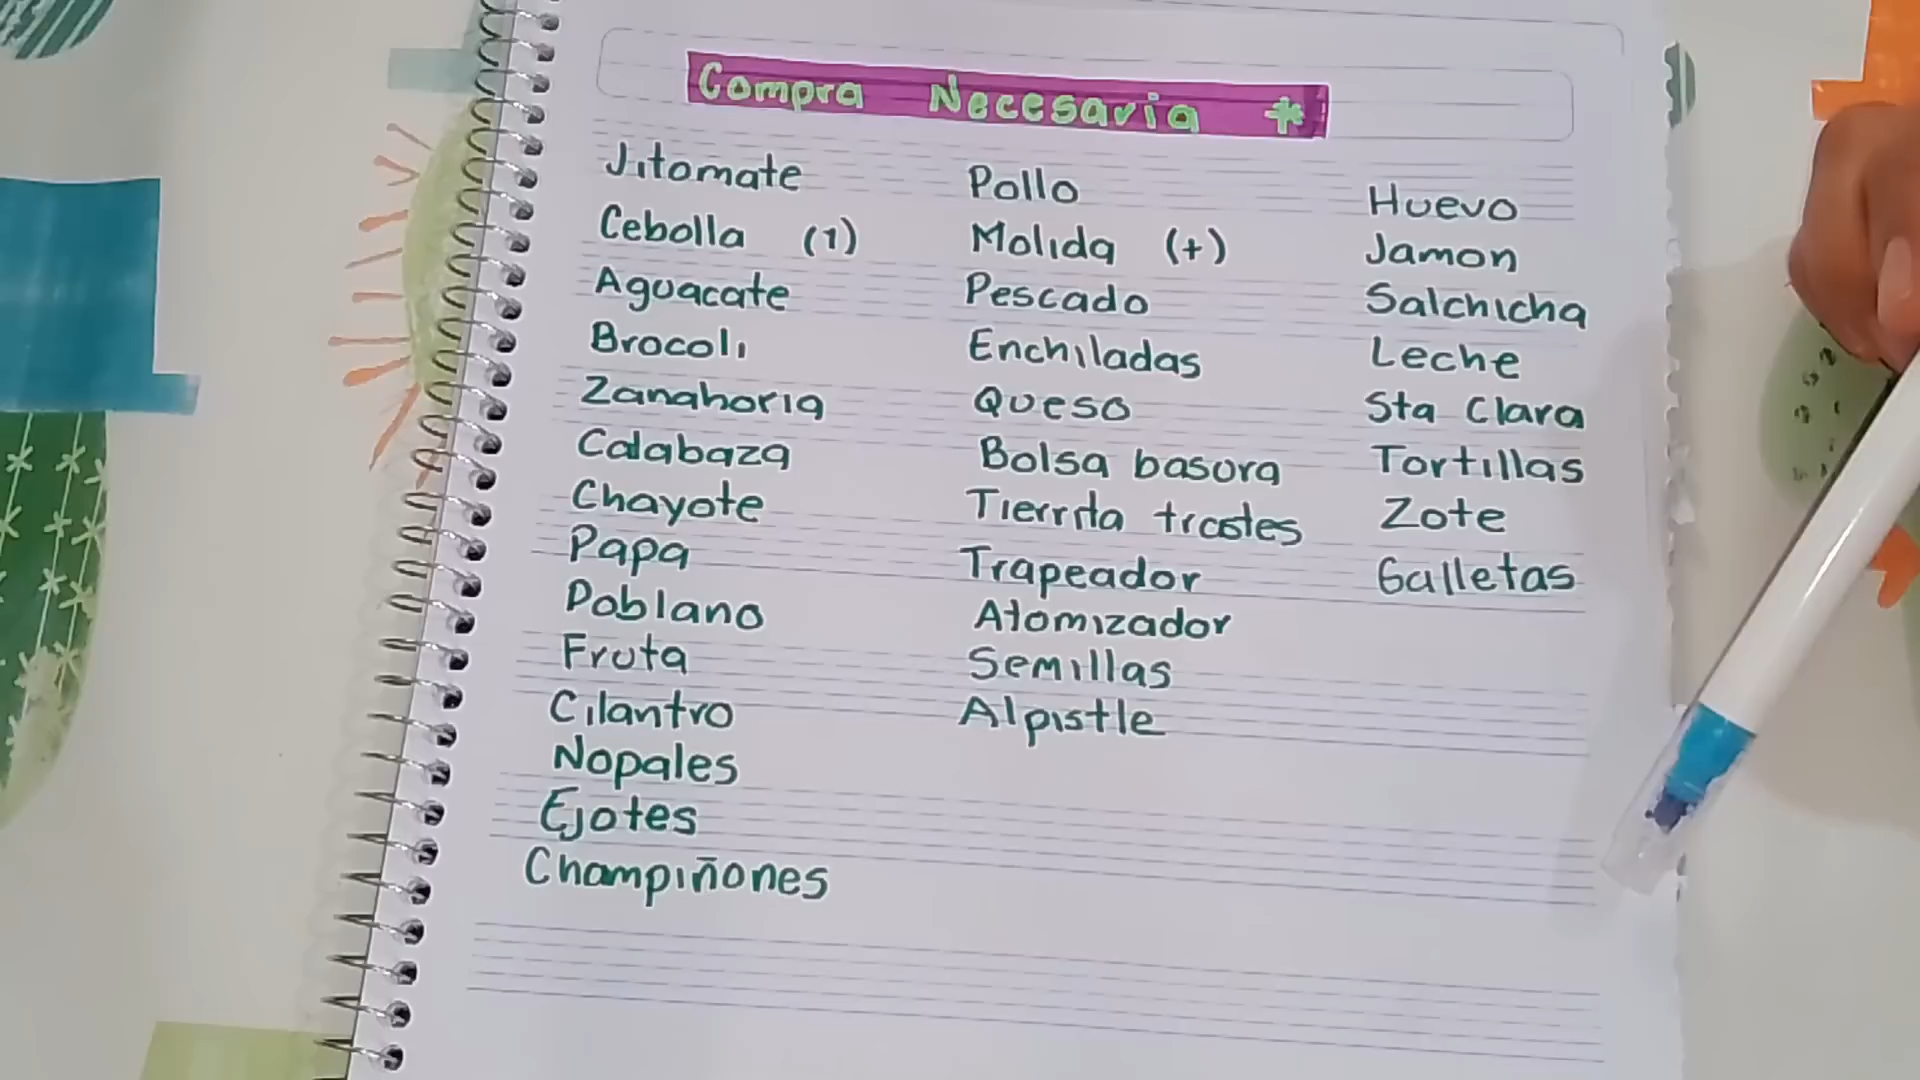 Compra Necesaria *
Jitomate
Cebolla (1)
Aguacate
Brocoli
Zanahoria
Calabaza
Chayote
Papa
Poblano
Fruta
Cilantro
Nopales
Ejotes
Champiñones
Pollo
Molida (+)
Pescado
Enchiladas
Queso
Bolsa basura
Tierrita trastes
Trapeador
Atomizador
Semillas
Alpistle
Huevo
Jamon
Salchicha
Leche
Sta Clara
Tortillas
Zote
Galletas